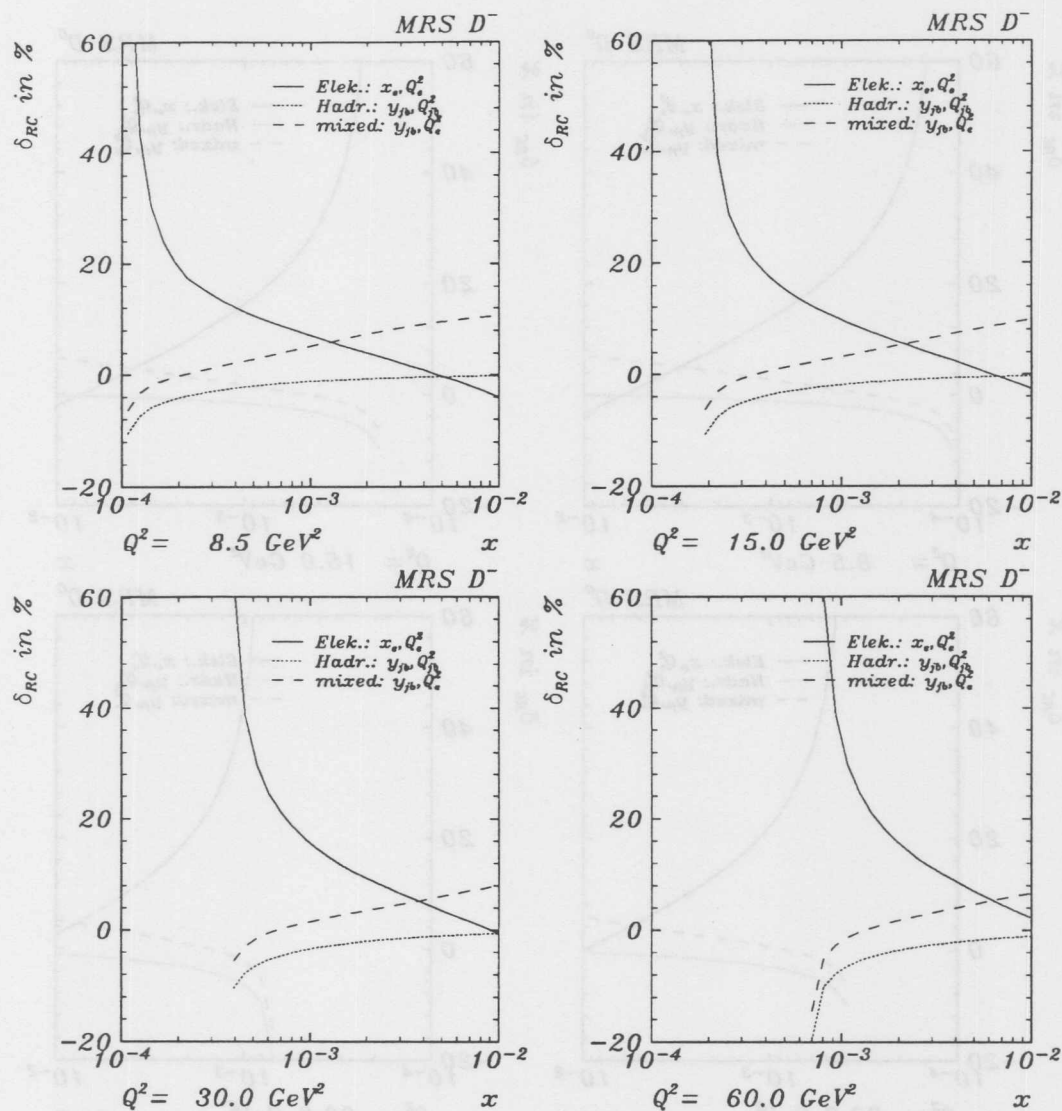 MRS D⁻
δ_RC in %
60
40
20
0
−20
Elek.: x_e, Q²_e
Hadr.: y_jb, Q²_jb
mixed: y_jb, Q²_e
10⁻⁴ 10⁻³ 10⁻²
Q² = 8.5 GeV² x
MRS D⁻
δ_RC in %
60
40
20
0
−20
Elek.: x_e, Q²_e
Hadr.: y_jb, Q²_jb
mixed: y_jb, Q²_e
10⁻⁴ 10⁻³ 10⁻²
Q² = 15.0 GeV² x
MRS D⁻
δ_RC in %
60
40
20
0
−20
Elek.: x_e, Q²_e
Hadr.: y_jb, Q²_jb
mixed: y_jb, Q²_e
10⁻⁴ 10⁻³ 10⁻²
Q² = 30.0 GeV² x
MRS D⁻
δ_RC in %
60
40
20
0
−20
Elek.: x_e, Q²_e
Hadr.: y_jb, Q²_jb
mixed: y_jb, Q²_e
10⁻⁴ 10⁻³ 10⁻²
Q² = 60.0 GeV² x